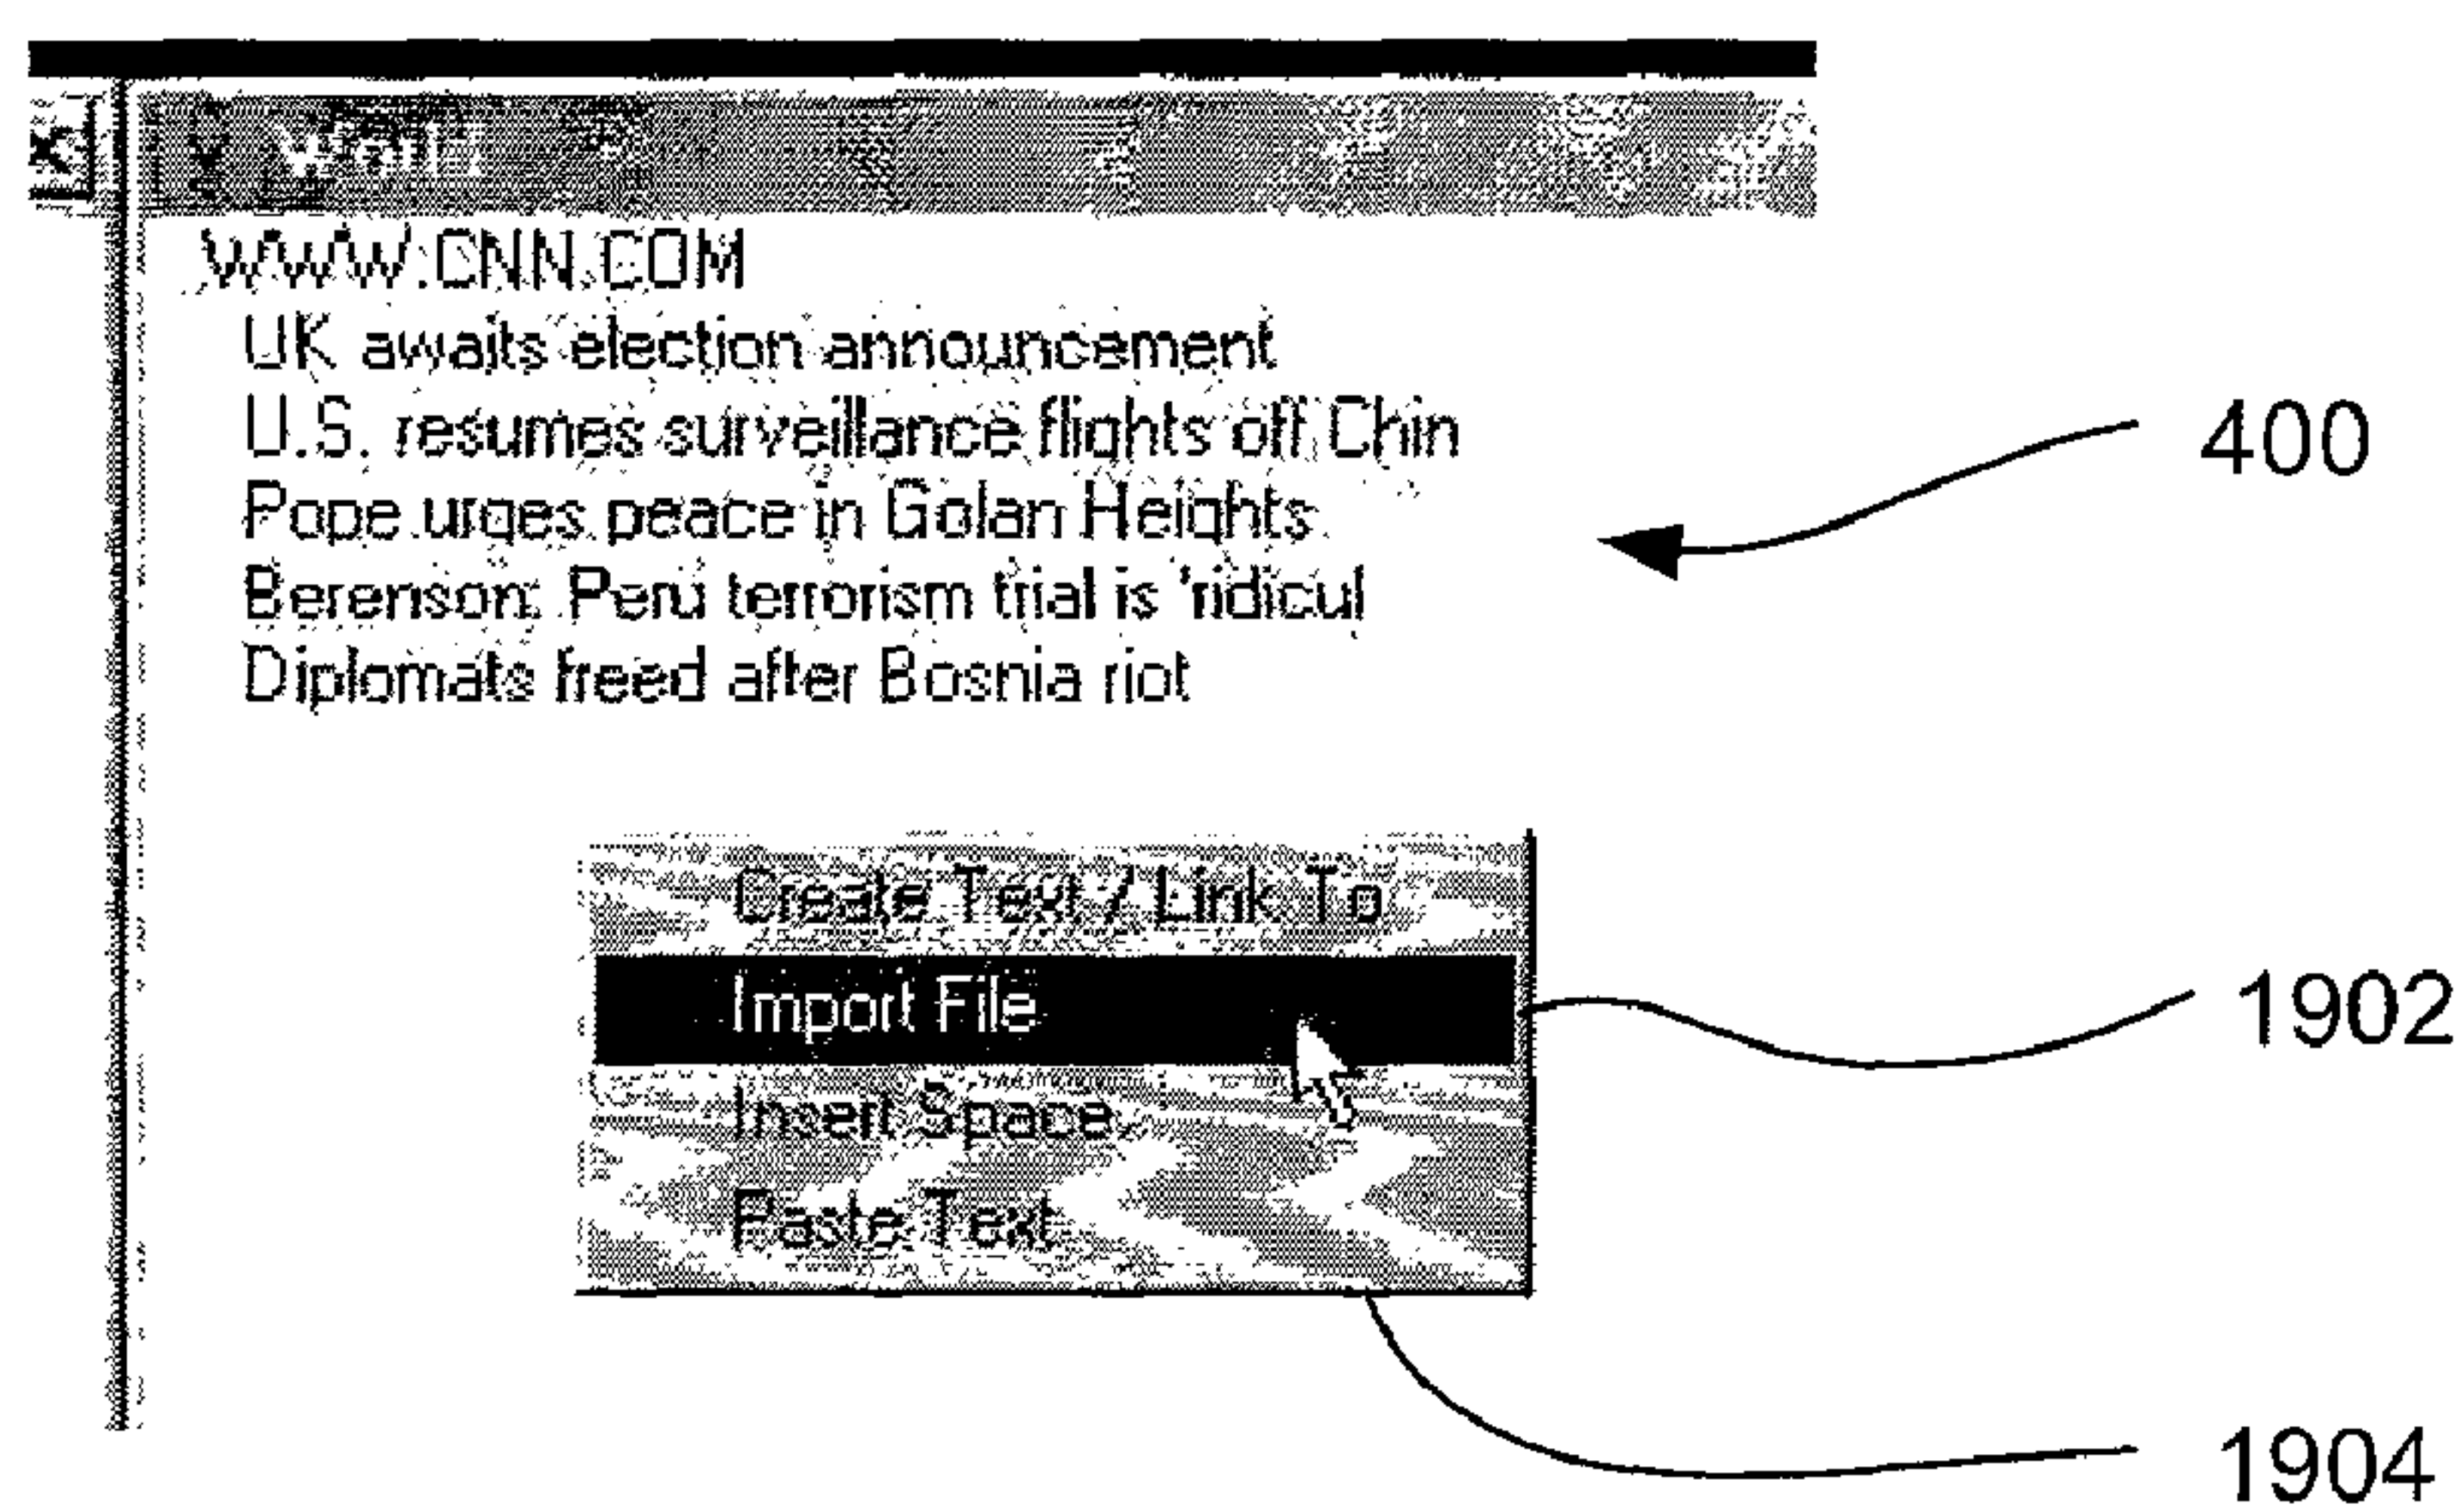 WWW.CNN.COM
UK awaits election announcement
U.S. resumes surveillance flights off Chin
400
Pope urges peace in Golan Heights
Berenson: Peru terrorism trial is 'ridicul
Diplomats freed after Bosnia riot
Create Text / Link To
Import File
1902
Insert Space
Paste Text
1904